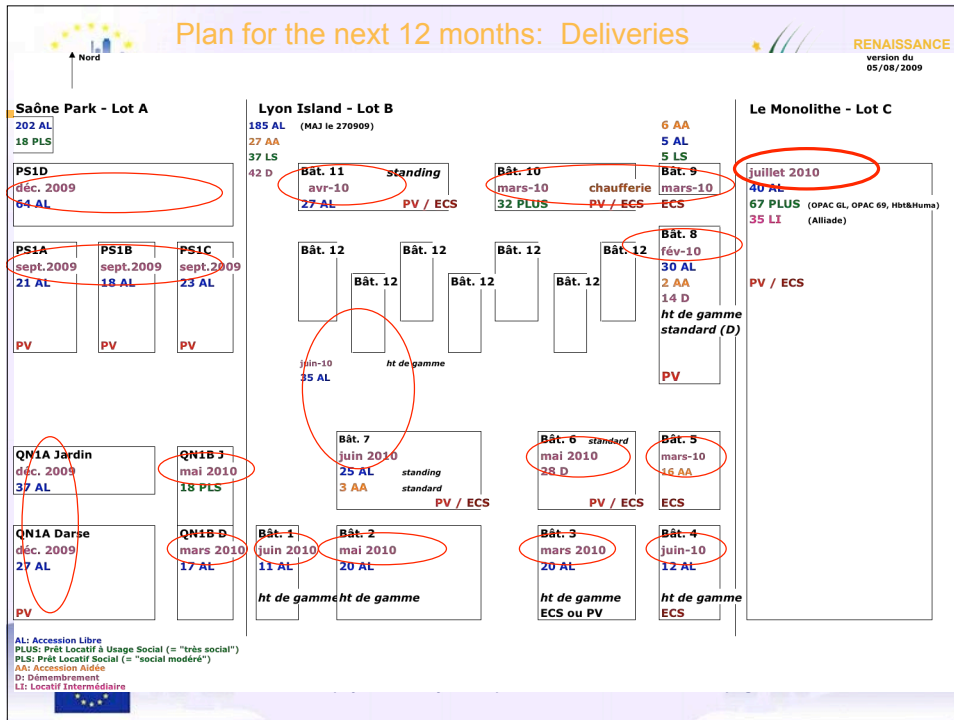 Plan for the next 12 months: Deliveries
RENAISSANCE
version du
05/08/2009
Nord
Saône Park - Lot A
202 AL
18 PLS
PS1D
déc. 2009
64 AL
PS1A
sept.2009
21 AL
PV
PS1B
sept.2009
18 AL
PV
PS1C
sept.2009
23 AL
PV
QN1A Jardin
déc. 2009
37 AL
QN1B J
mai 2010
18 PLS
QN1A Darse
déc. 2009
27 AL
PV
QN1B D
mars 2010
17 AL
Lyon Island - Lot B
185 AL (MAJ le 270909)
27 AA
37 LS
42 D
6 AA
5 AL
5 LS
Bât. 11 standing
avr-10
27 AL PV / ECS
Bât. 10
mars-10 chaufferie
32 PLUS PV / ECS
Bât. 9
mars-10
ECS
Bât. 12
Bât. 12
Bât. 12
Bât. 12
Bât. 12
Bât. 12
Bât. 12
juin-10 ht de gamme
35 AL
Bât. 8
fév-10
30 AL
2 AA
14 D
ht de gamme
standard (D)
PV
Bât. 7
juin 2010
25 AL standing
3 AA standard
PV / ECS
Bât. 6 standard
mai 2010
28 D
PV / ECS
Bât. 5
mars-10
16 AA
ECS
Bât. 1
juin 2010
11 AL
ht de gamme
Bât. 2
mai 2010
20 AL
ht de gamme
Bât. 3
mars 2010
20 AL
ht de gamme
ECS ou PV
Bât. 4
juin-10
12 AL
ht de gamme
ECS
Le Monolithe - Lot C
juillet 2010
40 AL
67 PLUS (OPAC GL, OPAC 69, Hbt&Huma)
35 LI (Alliade)
PV / ECS
AL: Accession Libre
PLUS: Prêt Locatif à Usage Social (= "très social")
PLS: Prêt Locatif Social (= "social modéré")
AA: Accession Aidée
D: Démembrement
LI: Locatif Intermédiaire